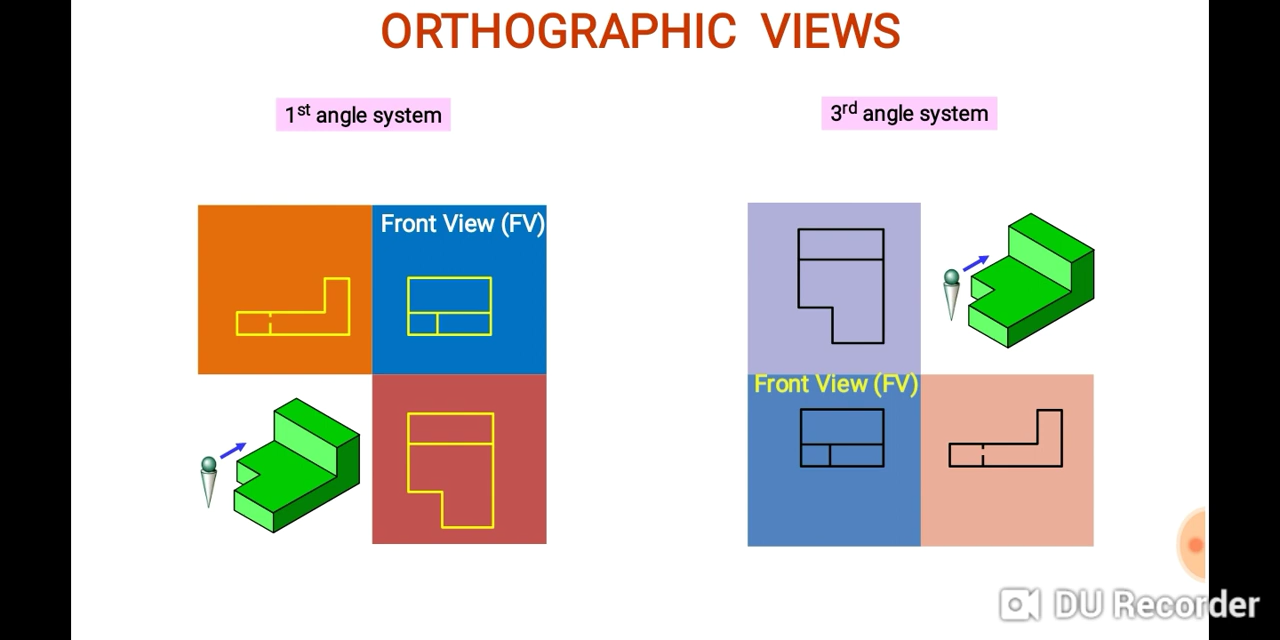 ORTHOGRAPHIC VIEWS
1st angle system
3rd angle system
Front View (FV)
Front View (FV)
DU Recorder